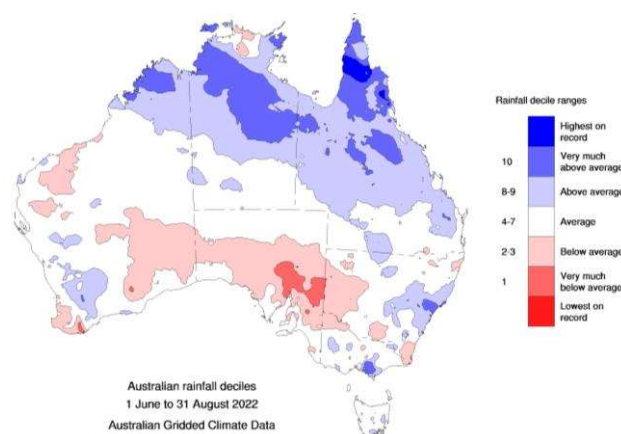 Rainfall decile ranges
Highest on
record
10
Very much
above average
8-9
Above average
4-7
Average
2-3
Below average
1
Very much
below average
Lowest on
record
Australian rainfall deciles
1 June to 31 August 2022
Australian Gridded Climate Data